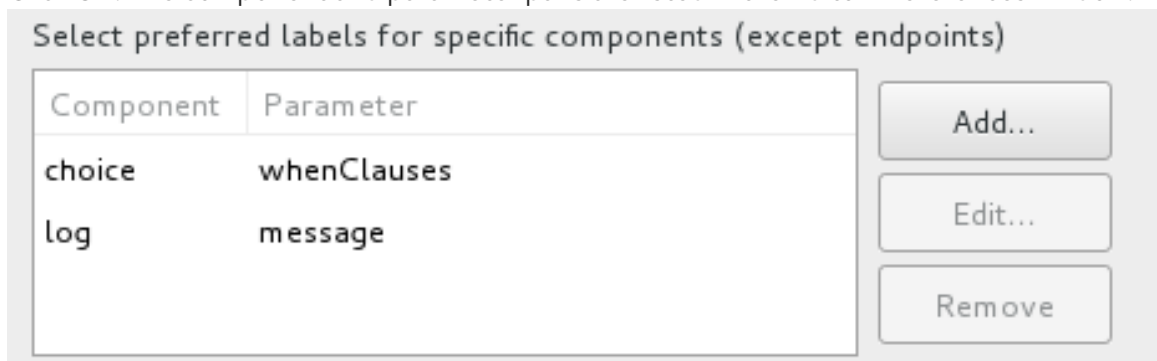 Select preferred labels for specific components (except endpoints)
Component Parameter
Add...
choice whenClauses
Edit...
log message
Remove